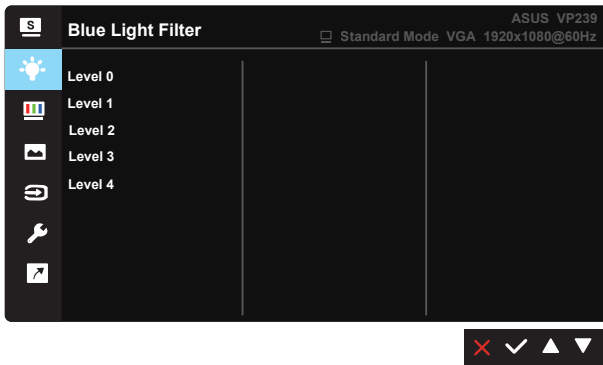 S
Blue Light Filter
ASUS VP239
Standard Mode VGA 1920x1080@60Hz
Level 0
Level 1
Level 2
Level 3
Level 4